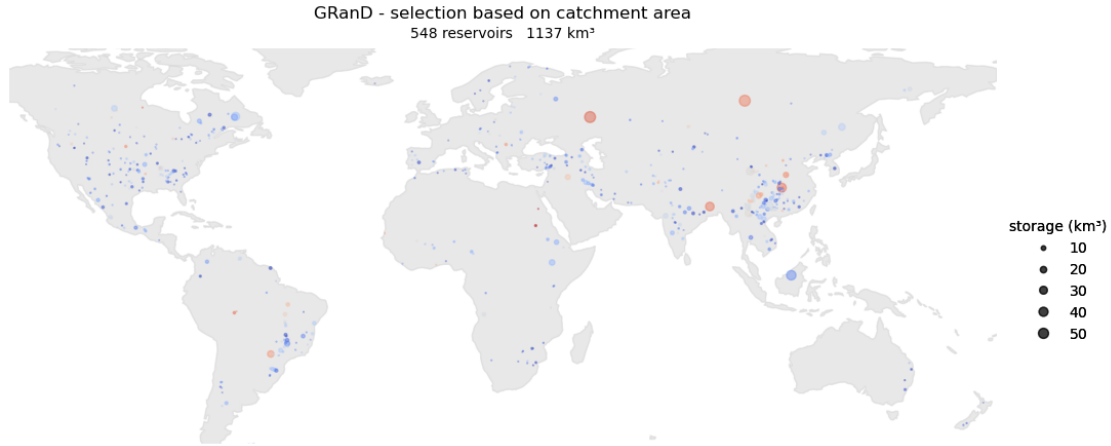 GRanD - selection based on catchment area
548 reservoirs   1137 km³
storage (km³)
10
20
30
40
50